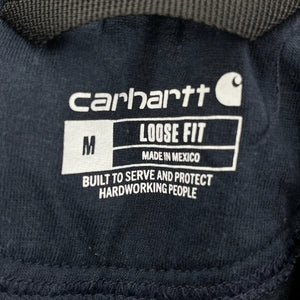 carhartt
M LOOSE FIT
MADE IN MEXICO
BUILT TO SERVE AND PROTECT
HARDWORKING PEOPLE